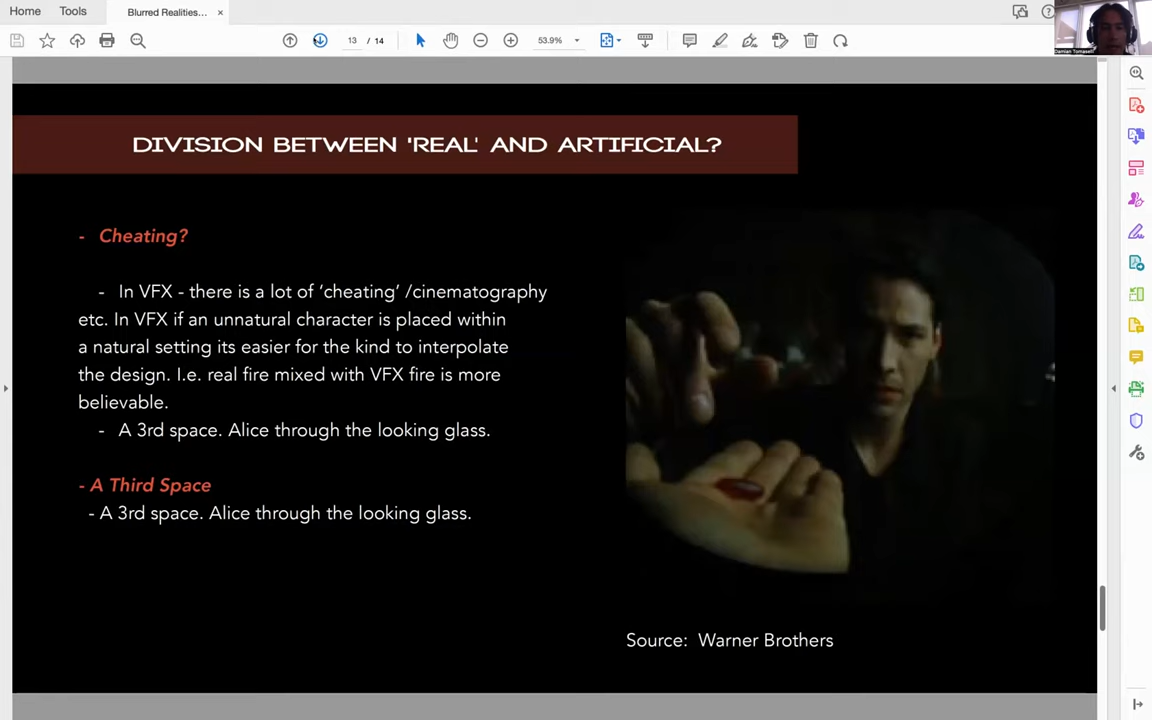 Home
Tools
Blurred Realities... ×
13 / 14
53.9%
Damian Tomaselli
DIVISION BETWEEN 'REAL' AND ARTIFICIAL?
- Cheating?
- In VFX - there is a lot of ‘cheating’ /cinematography
etc. In VFX if an unnatural character is placed within
a natural setting its easier for the kind to interpolate
the design. I.e. real fire mixed with VFX fire is more
believable.
- A 3rd space. Alice through the looking glass.
- A Third Space
- A 3rd space. Alice through the looking glass.
Source: Warner Brothers